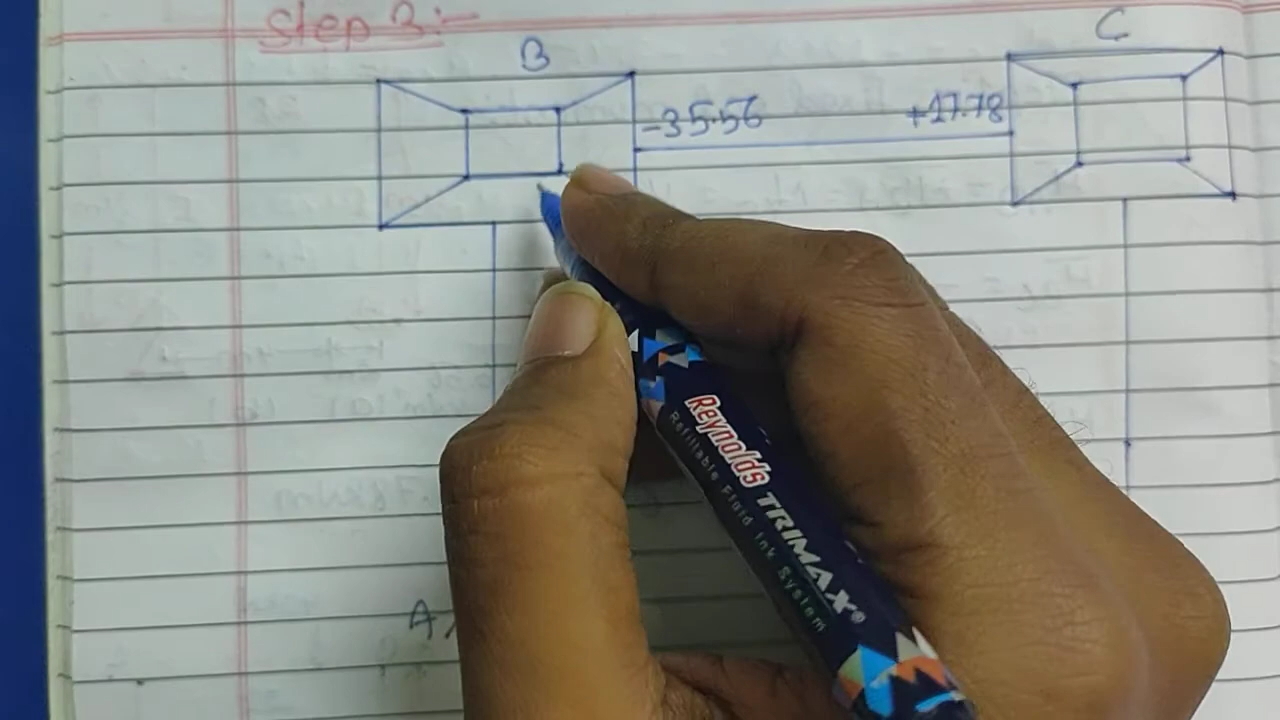 Step 3:-
B
C
-35.56
+17.78
Reynolds TRIMAX®
Refillable Fluid Ink System
A